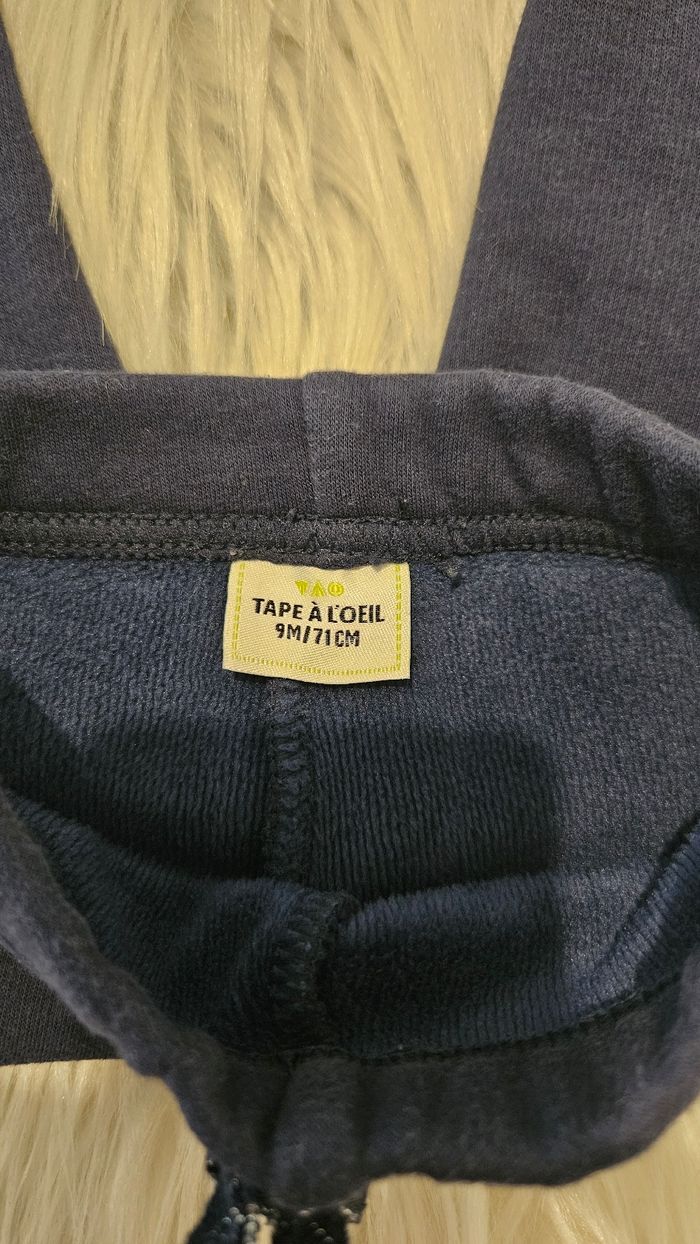 TAO
TAPE À L'OEIL
9M/71CM